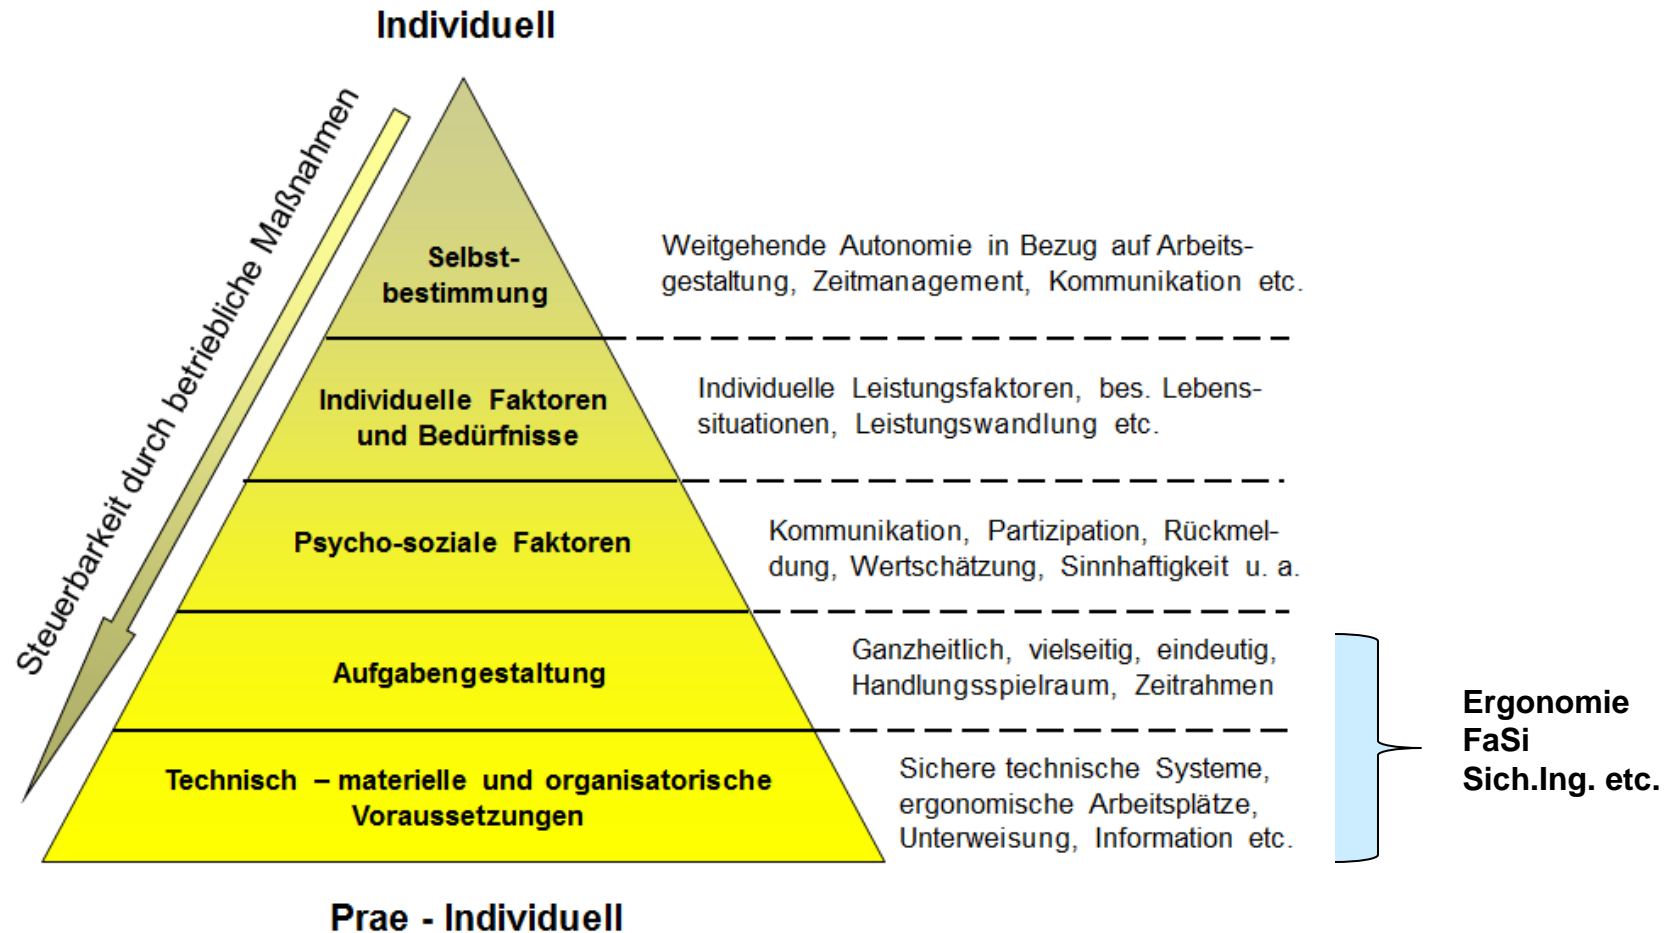 Individuell
Steuerbarkeit durch betriebliche Maßnahmen
Selbst-
bestimmung
Weitgehende Autonomie in Bezug auf Arbeits-
gestaltung, Zeitmanagement, Kommunikation etc.
Individuelle Faktoren
und Bedürfnisse
Individuelle Leistungsfaktoren, bes. Lebens-
situationen, Leistungswandlung etc.
Psycho-soziale Faktoren
Kommunikation, Partizipation, Rückmel-
dung, Wertschätzung, Sinnhaftigkeit u. a.
Aufgabengestaltung
Ganzheitlich, vielseitig, eindeutig,
Handlungsspielraum, Zeitrahmen
Technisch – materielle und organisatorische
Voraussetzungen
Sichere technische Systeme,
ergonomische Arbeitsplätze,
Unterweisung, Information etc.
Ergonomie
FaSi
Sich.Ing. etc.
Prae - Individuell